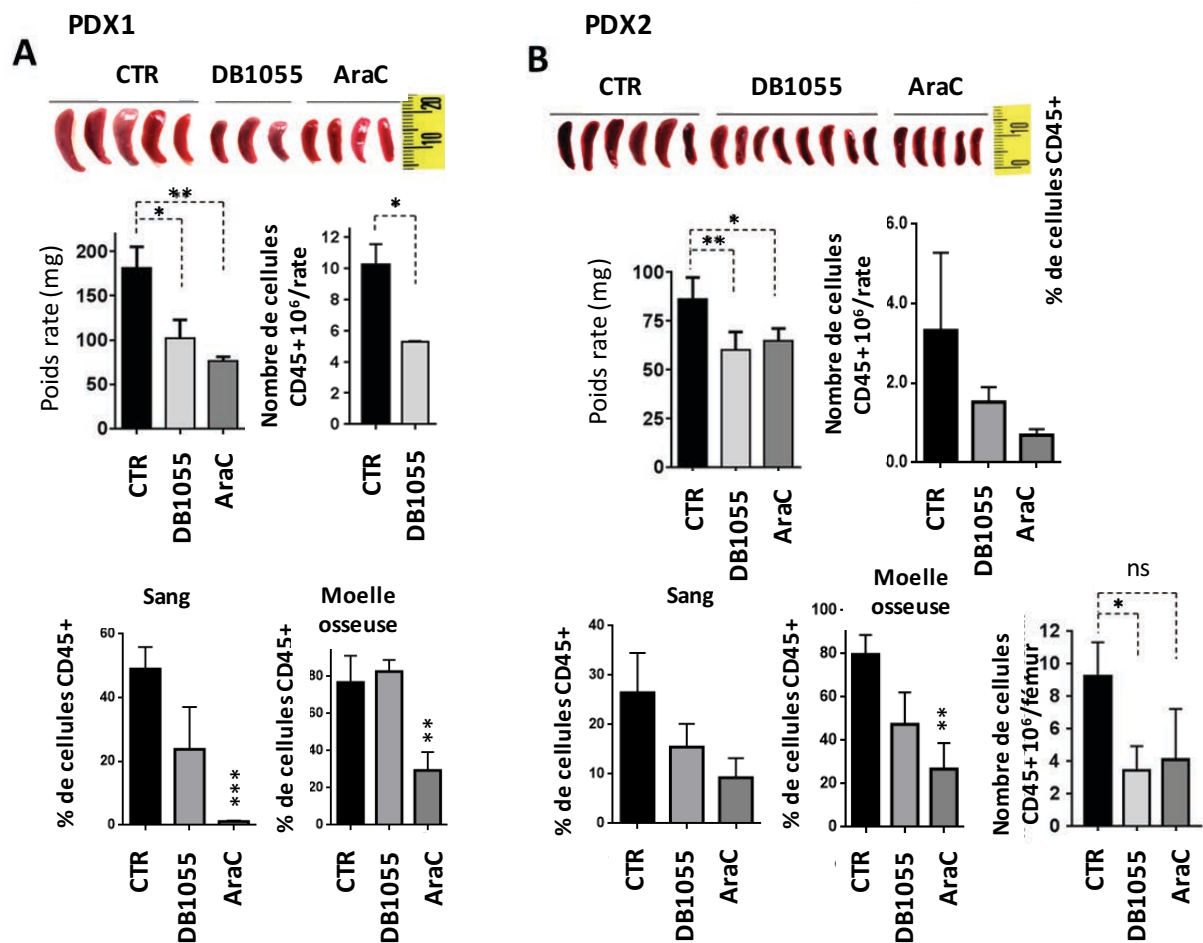 PDX1
A
CTR DB1055 AraC
20
10
**
*
Poids rate (mg)
200
150
100
50
0
CTR
DB1055
AraC
*
Nombre de cellules
CD45+10⁶/rate
12
10
8
6
4
2
0
CTR
DB1055
Sang
% de cellules CD45+
60
40
20
0
***
CTR
DB1055
AraC
Moelle
osseuse
% de cellules CD45+
80
60
40
20
0
**
CTR
DB1055
AraC
PDX2
B
CTR DB1055 AraC
10
0
% de cellules CD45+
*
**
Poids rate (mg)
100
75
50
25
0
CTR
DB1055
AraC
Nombre de cellules
CD45+ 10⁶/rate
6.0
4.0
2.0
0.0
CTR
DB1055
AraC
Sang
% de cellules CD45+
40
30
20
10
0
CTR
DB1055
AraC
Moelle
osseuse
% de cellules CD45+
100
80
60
40
20
0
**
CTR
DB1055
AraC
ns
*
Nombre de cellules
CD45+ 10⁶/fémur
12
10
8
6
4
2
0
CTR
DB1055
AraC